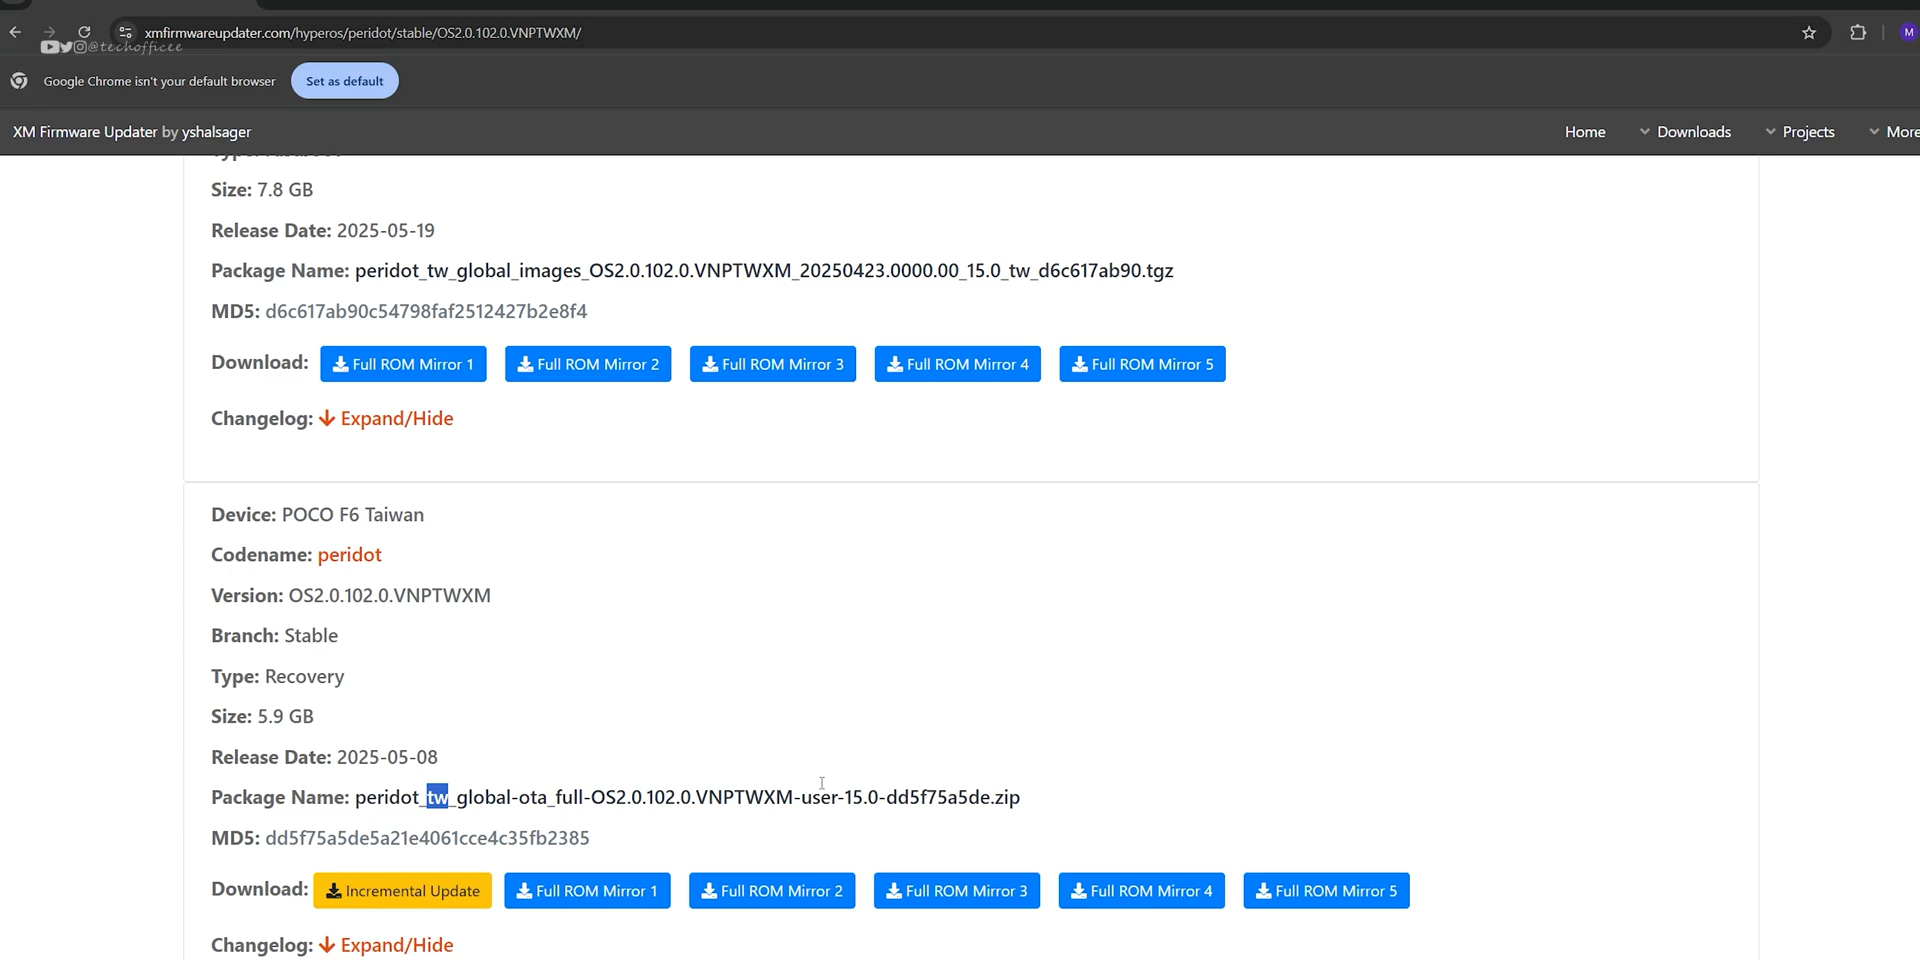 xmfirmwareupdater.com/hyperos/peridot/stable/OS2.0.102.0.VNPTWXM/
M
@techofficee
Google Chrome isn't your default browser
Set as default
XM Firmware Updater by yshalsager
Home
Downloads
Projects
More
Size: 7.8 GB
Release Date: 2025-05-19
Package Name: peridot_tw_global_images_OS2.0.102.0.VNPTWXM_20250423.0000.00_15.0_tw_d6c617ab90.tgz
MD5: d6c617ab90c54798faf2512427b2e8f4
Download: Full ROM Mirror 1 Full ROM Mirror 2 Full ROM Mirror 3 Full ROM Mirror 4 Full ROM Mirror 5
Changelog: Expand/Hide
Device: POCO F6 Taiwan
Codename: peridot
Version: OS2.0.102.0.VNPTWXM
Branch: Stable
Type: Recovery
Size: 5.9 GB
Release Date: 2025-05-08
Package Name: peridot_tw_global-ota_full-OS2.0.102.0.VNPTWXM-user-15.0-dd5f75a5de.zip
MD5: dd5f75a5de5a21e4061cce4c35fb2385
Download: Incremental Update Full ROM Mirror 1 Full ROM Mirror 2 Full ROM Mirror 3 Full ROM Mirror 4 Full ROM Mirror 5
Changelog: Expand/Hide